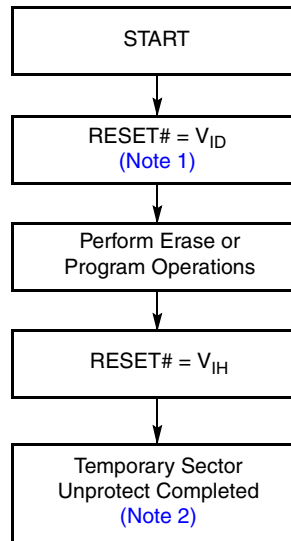 START
RESET# = VID
(Note 1)
Perform Erase or
Program Operations
RESET# = VIH
Temporary Sector
Unprotect Completed
(Note 2)